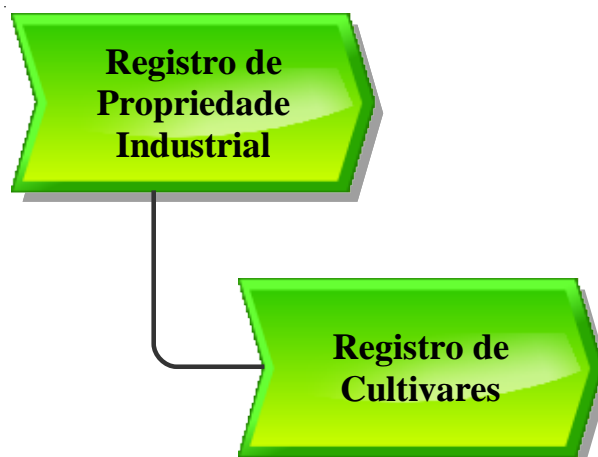 Registro de
Propriedade
Industrial
Registro de
Cultivares